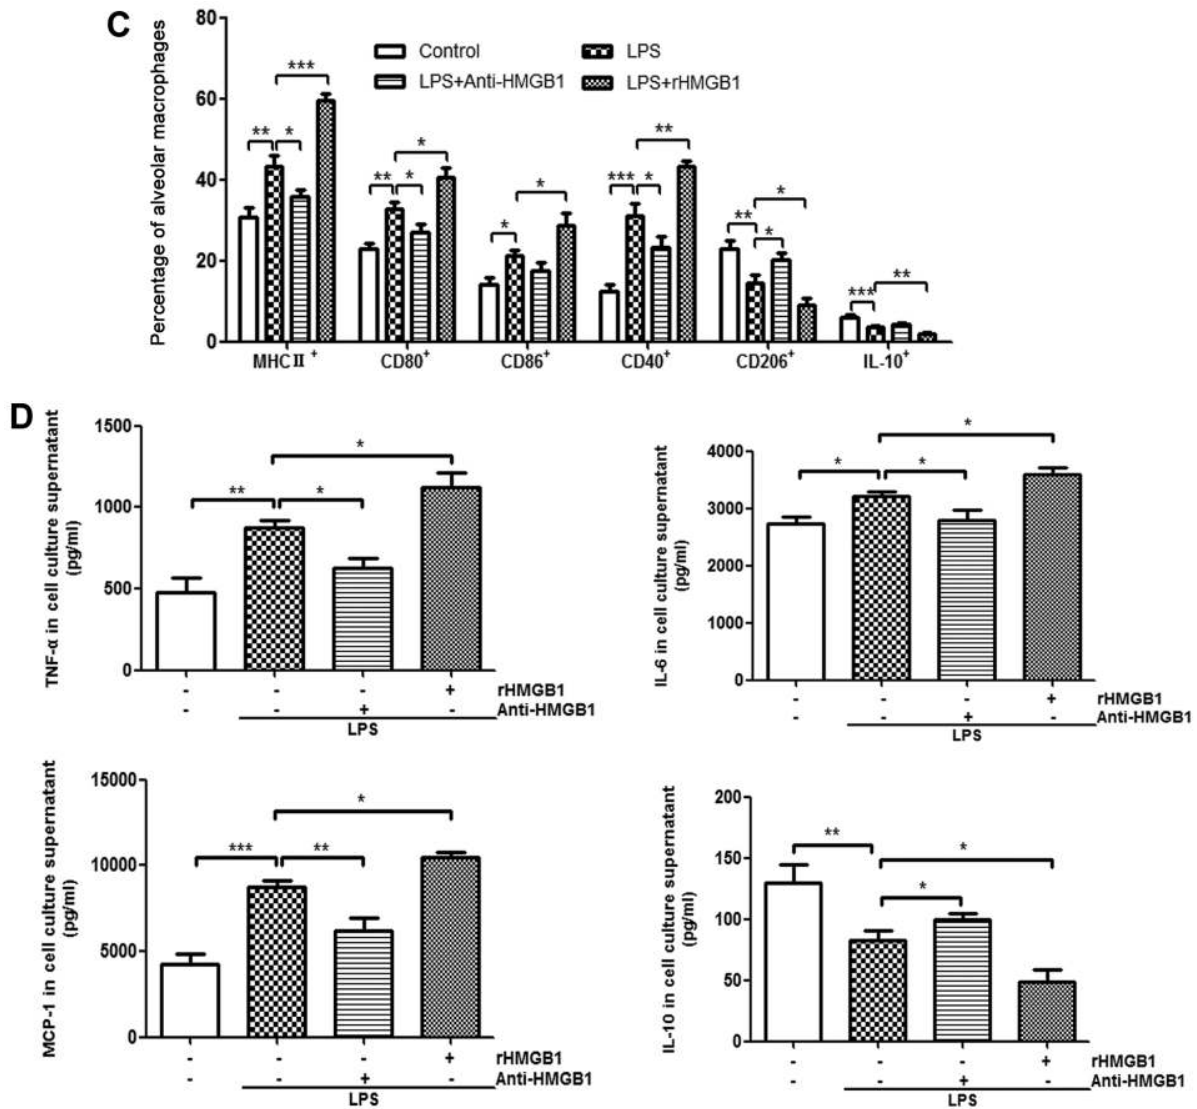 C
Percentage of alveolar macrophages
80
60
40
20
0
Control
LPS
LPS+Anti-HMGB1
LPS+rHMGB1
** * ***
** * *
* *
*** * **
** * *
*** **
MHC II + CD80+ CD86+ CD40+ CD206+ IL-10+
D
TNF-α in cell culture supernatant
(pg/ml)
1500
1000
500
0
*
** *
- - - + rHMGB1
- - + - Anti-HMGB1
LPS
IL-6 in cell culture supernatant
(pg/ml)
4000
3000
2000
1000
0
*
* *
- - - + rHMGB1
- - + - Anti-HMGB1
LPS
MCP-1 in cell culture supernatant
(pg/ml)
15000
10000
5000
0
*
*** **
- - - + rHMGB1
- - + - Anti-HMGB1
LPS
IL-10 in cell culture supernatant
(pg/ml)
200
150
100
50
0
** *
*
- - - + rHMGB1
- - + - Anti-HMGB1
LPS